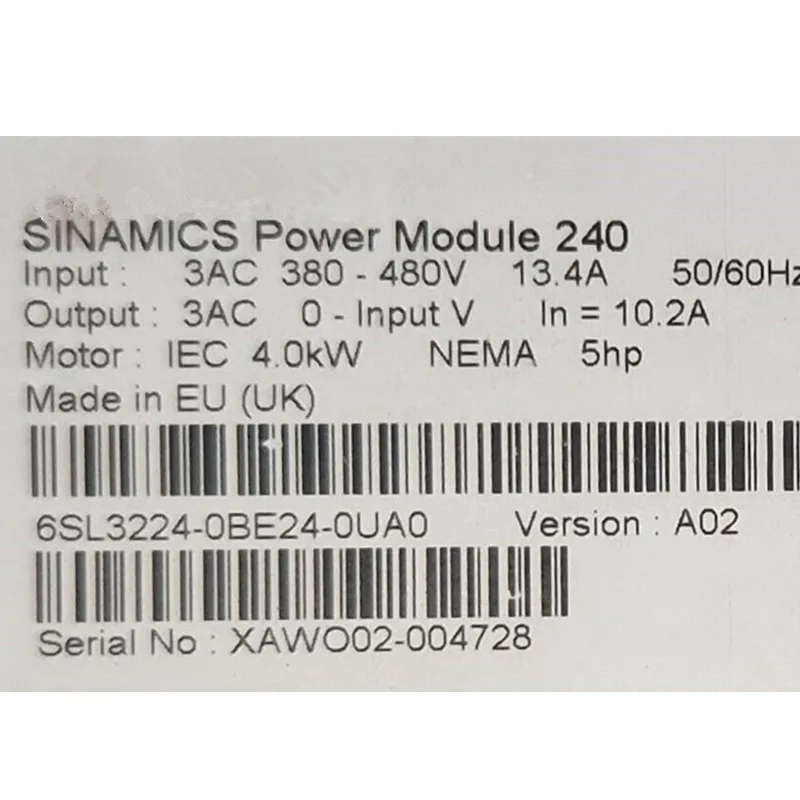 SINAMICS Power Module 240
Input : 3AC 380 - 480V 13.4A 50/60Hz
Output : 3AC 0 - Input V In = 10.2A
Motor : IEC 4.0kW NEMA 5hp
Made in EU (UK)
6SL3224-0BE24-0UA0 Version : A02
Serial No : XAWO02-004728